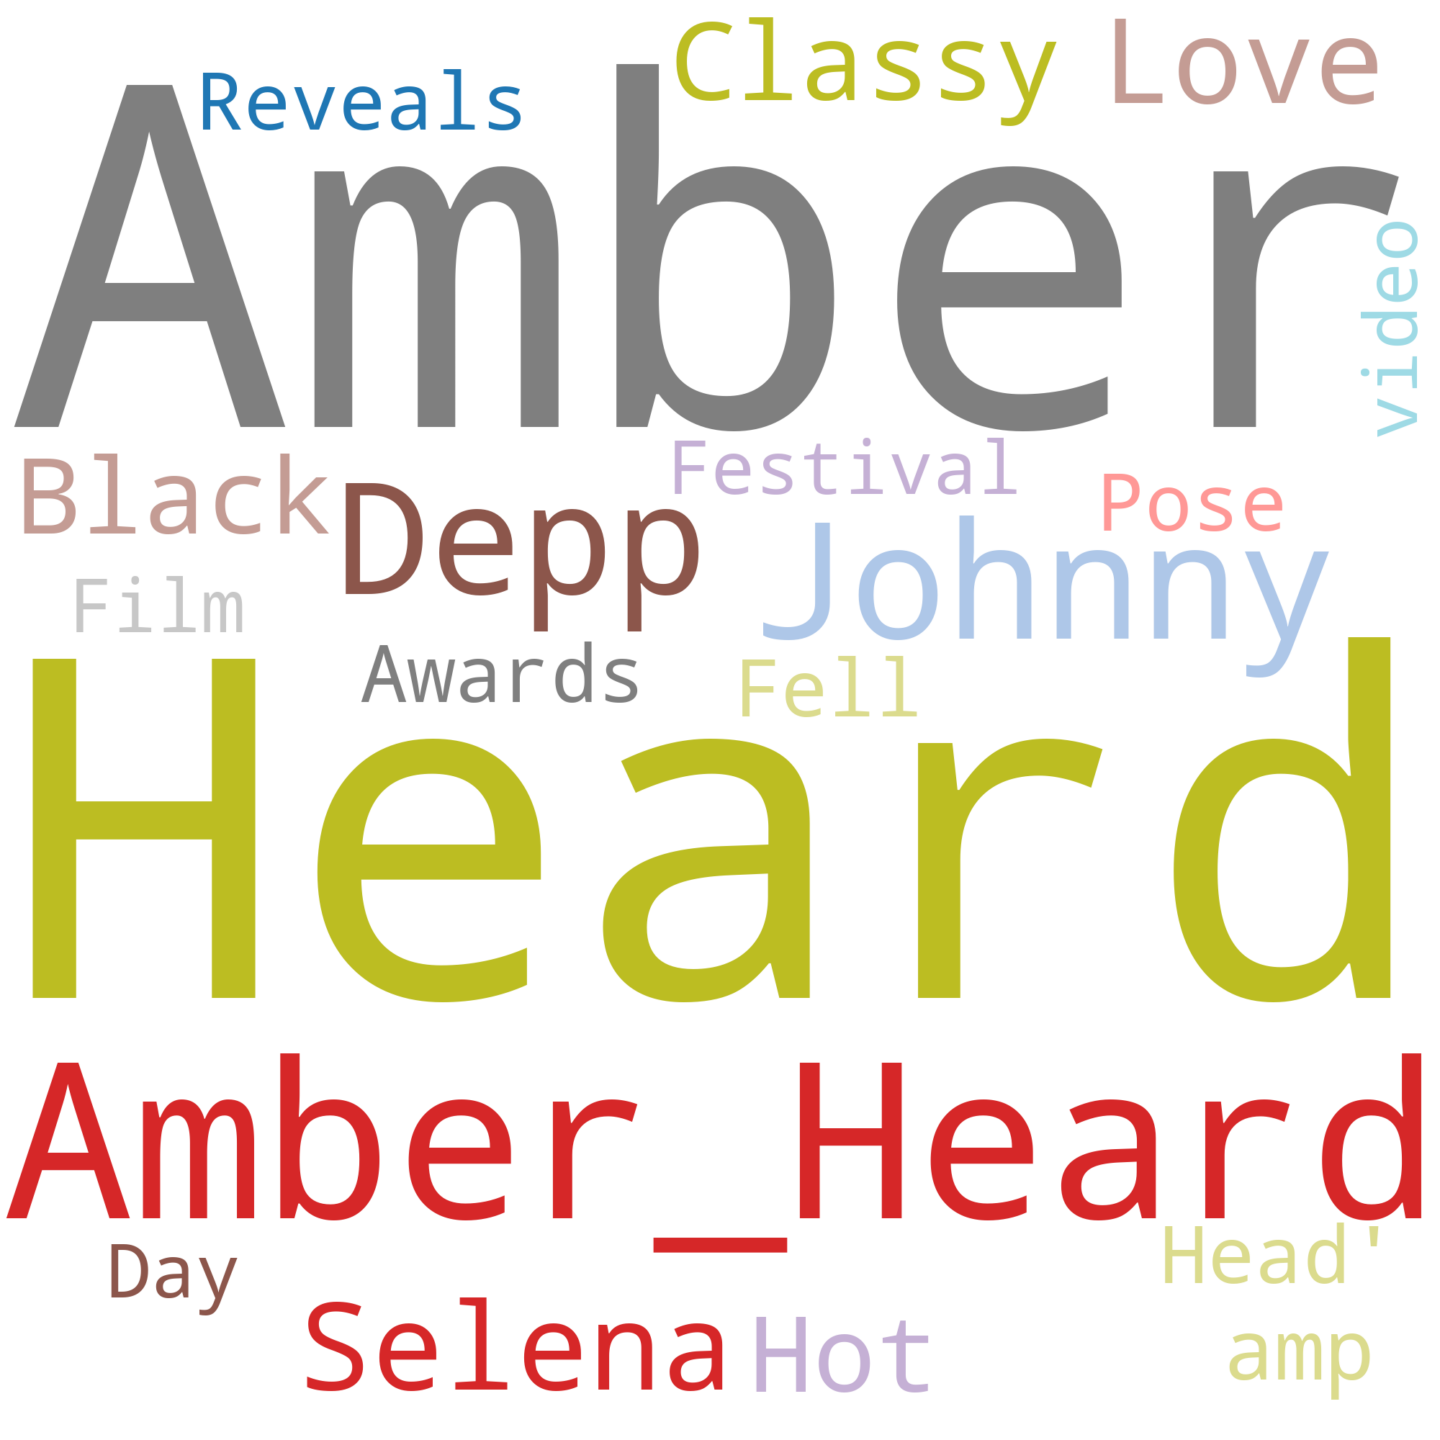 Classy Love
Reveals
Amber
video
Festival
Black Depp Pose
Johnny
Film
Awards Fell
Heard
Amber_Heard
Day Head'
Selena Hot amp